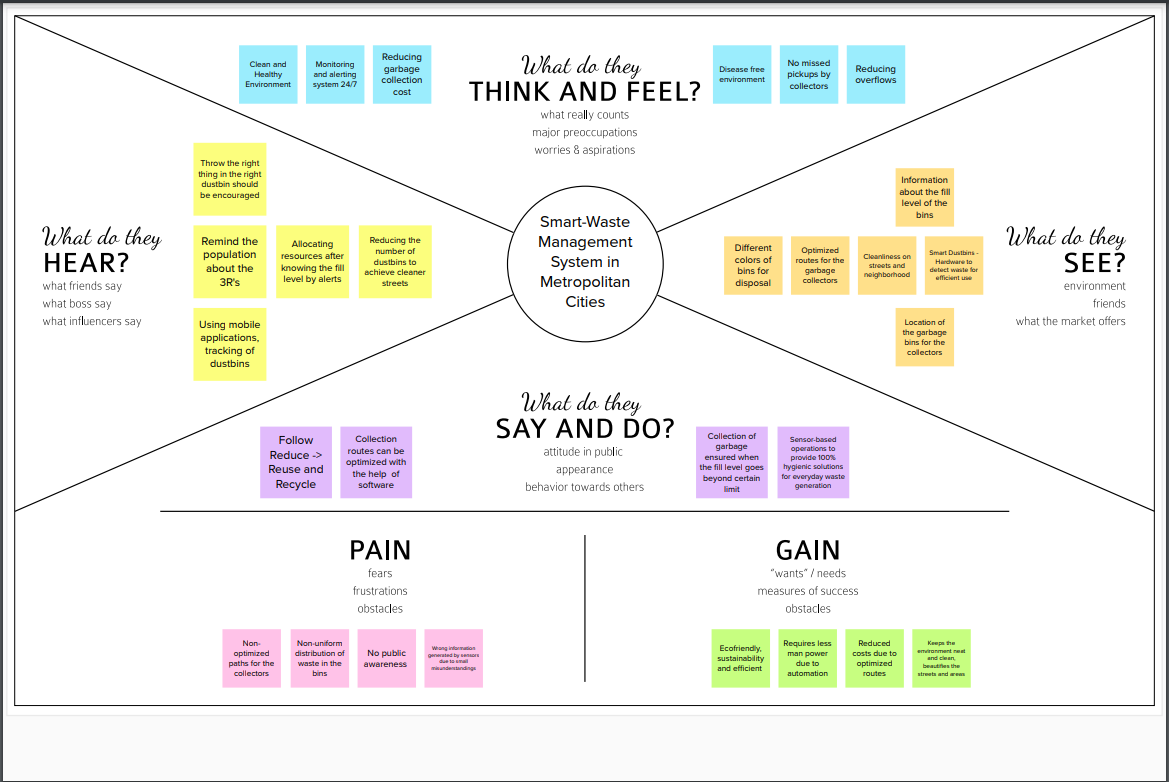 Clean and
Healthy
Environment
Monitoring
and alerting
system 24/7
Reducing
garbage
collection
cost
What do they
THINK AND FEEL?
what really counts
major preoccupations
worries & aspirations
Disease free
environment
No missed
pickups by
collectors
Reducing
overflows
Throw the right
thing in the right
dustbin should
be encouraged
What do they
HEAR?
what friends say
what boss say
what influencers say
Remind the
population
about the
3R's
Allocating
resources after
knowing the fill
level by alerts
Reducing the
number of
dustbins to
achieve cleaner
streets
Using mobile
applications,
tracking of
dustbins
Smart-Waste
Management
System in
Metropolitan
Cities
Information
about the fill
level of the
bins
Different
colors of
bins for
disposal
Optimized
routes for the
garbage
collectors
Cleanliness on
streets and
neighborhood
Smart Dustbins -
Hardware to
detect waste for
efficient use
Location of
the garbage
bins for the
collectors
What do they
SEE?
environment
friends
what the market offers
What do they
SAY AND DO?
attitude in public
appearance
behavior towards others
Follow
Reduce ->
Reuse and
Recycle
Collection
routes can be
optimized with
the help of
software
Collection of
garbage
ensured when
the fill level goes
beyond certain
limit
Sensor-based
operations to
provide 100%
hygienic solutions
for everyday waste
generation
PAIN
fears
frustrations
obstacles
Non-
optimized
paths for the
collectors
Non-uniform
distribution of
waste in the
bins
No public
awareness
Wrong information
generated by sensors
due to small
misunderstandings
GAIN
"wants" / needs
measures of success
obstacles
Ecofriendly,
sustainability
and efficient
Requires less
man power
due to
automation
Reduced
costs due to
optimized
routes
Keeps the
environment neat
and clean,
beautifies the
streets and areas